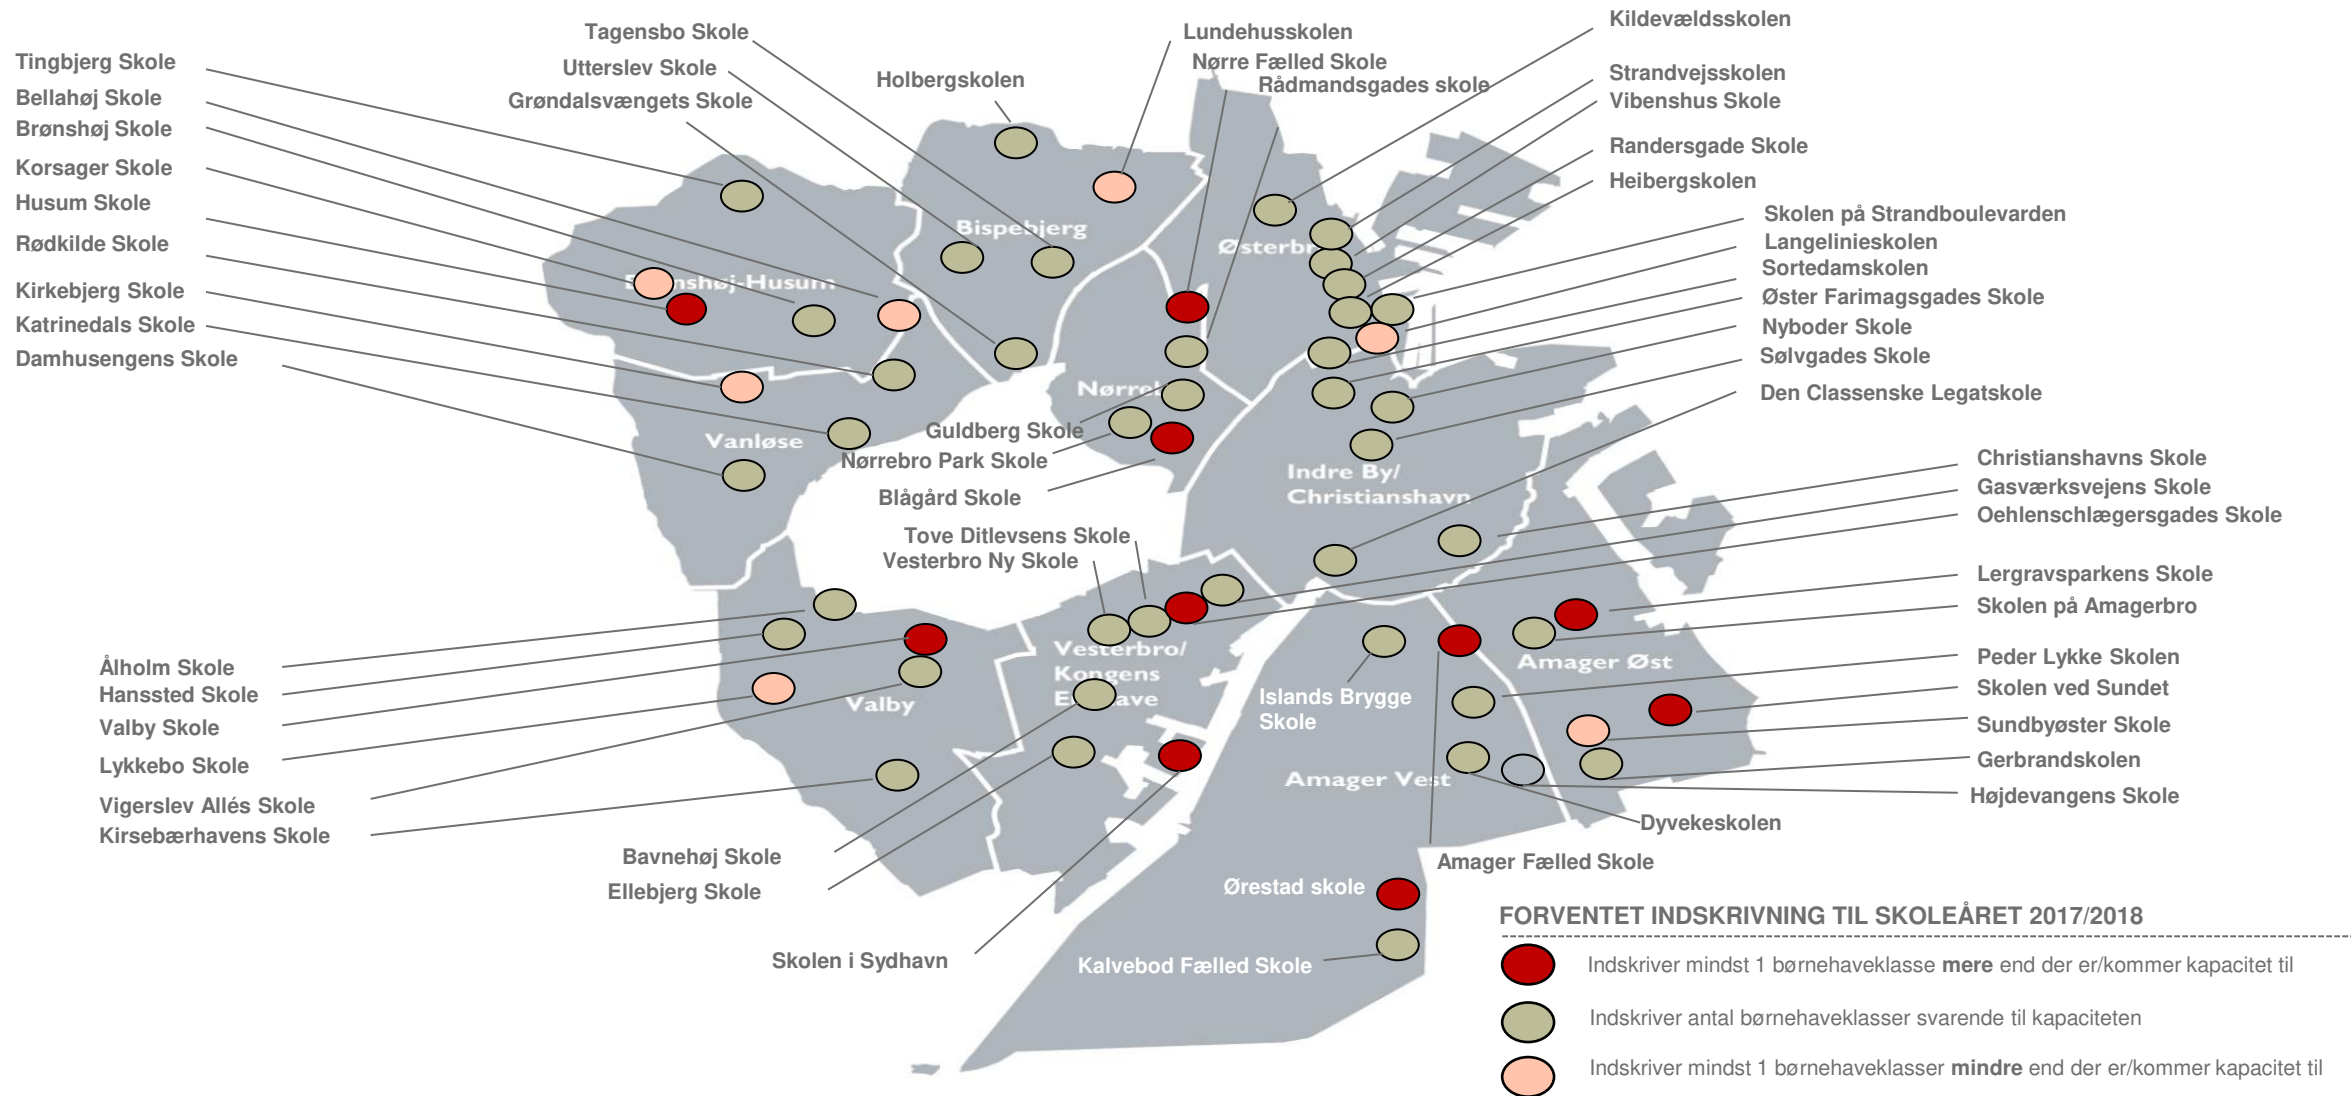 Tingbjerg Skole
Bellahøj Skole
Brønshøj Skole
Korsager Skole
Husum Skole
Rødkilde Skole
Kirkebjerg Skole
Katrinedals Skole
Damhusengens Skole
Tagensbo Skole
Utterslev Skole
Grøndalsvængets Skole
Holbergskolen
Lundehusskolen
Nørre Fælled Skole
Rådmandsgades skole
Kildevældsskolen
Strandvejsskolen
Vibenshus Skole
Randersgade Skole
Heibergskolen
Skolen på Strandboulevarden
Langelinieskolen
Sortedamskolen
Øster Farimagsgades Skole
Nyboder Skole
Sølvgades Skole
Den Classenske Legatskole
Christianshavns Skole
Gasværksvejens Skole
Oehlenschlægersgades Skole
Lergravsparkens Skole
Skolen på Amagerbro
Peder Lykke Skolen
Skolen ved Sundet
Sundbyøster Skole
Gerbrandskolen
Højdevangens Skole
Dyvekeskolen
Amager Fælled Skole
Bispebjerg
Vanløse
Guldberg Skole
Nørrebro Park Skole
Blågård Skole
Indre By/
Christianshavn
Tove Ditlevsens Skole
Vesterbro Ny Skole
Vesterbro/
Kongens
Valby
Amager Øst
Islands Brygge
Skole
Amager Vest
Ålholm Skole
Hanssted Skole
Valby Skole
Lykkebo Skole
Vigerslev Allés Skole
Kirsebærhavens Skole
Bavnehøj Skole
Ellebjerg Skole
Skolen i Sydhavn
Ørestad skole
Kalvebod Fælled Skole
FORVENTET INDSKRIVNING TIL SKOLEÅRET 2017/2018
Indskriver mindst 1 børnehaveklasse mere end der er/kommer kapacitet til
Indskriver antal børnehaveklasser svarende til kapaciteten
Indskriver mindst 1 børnehaveklasser mindre end der er/kommer kapacitet til